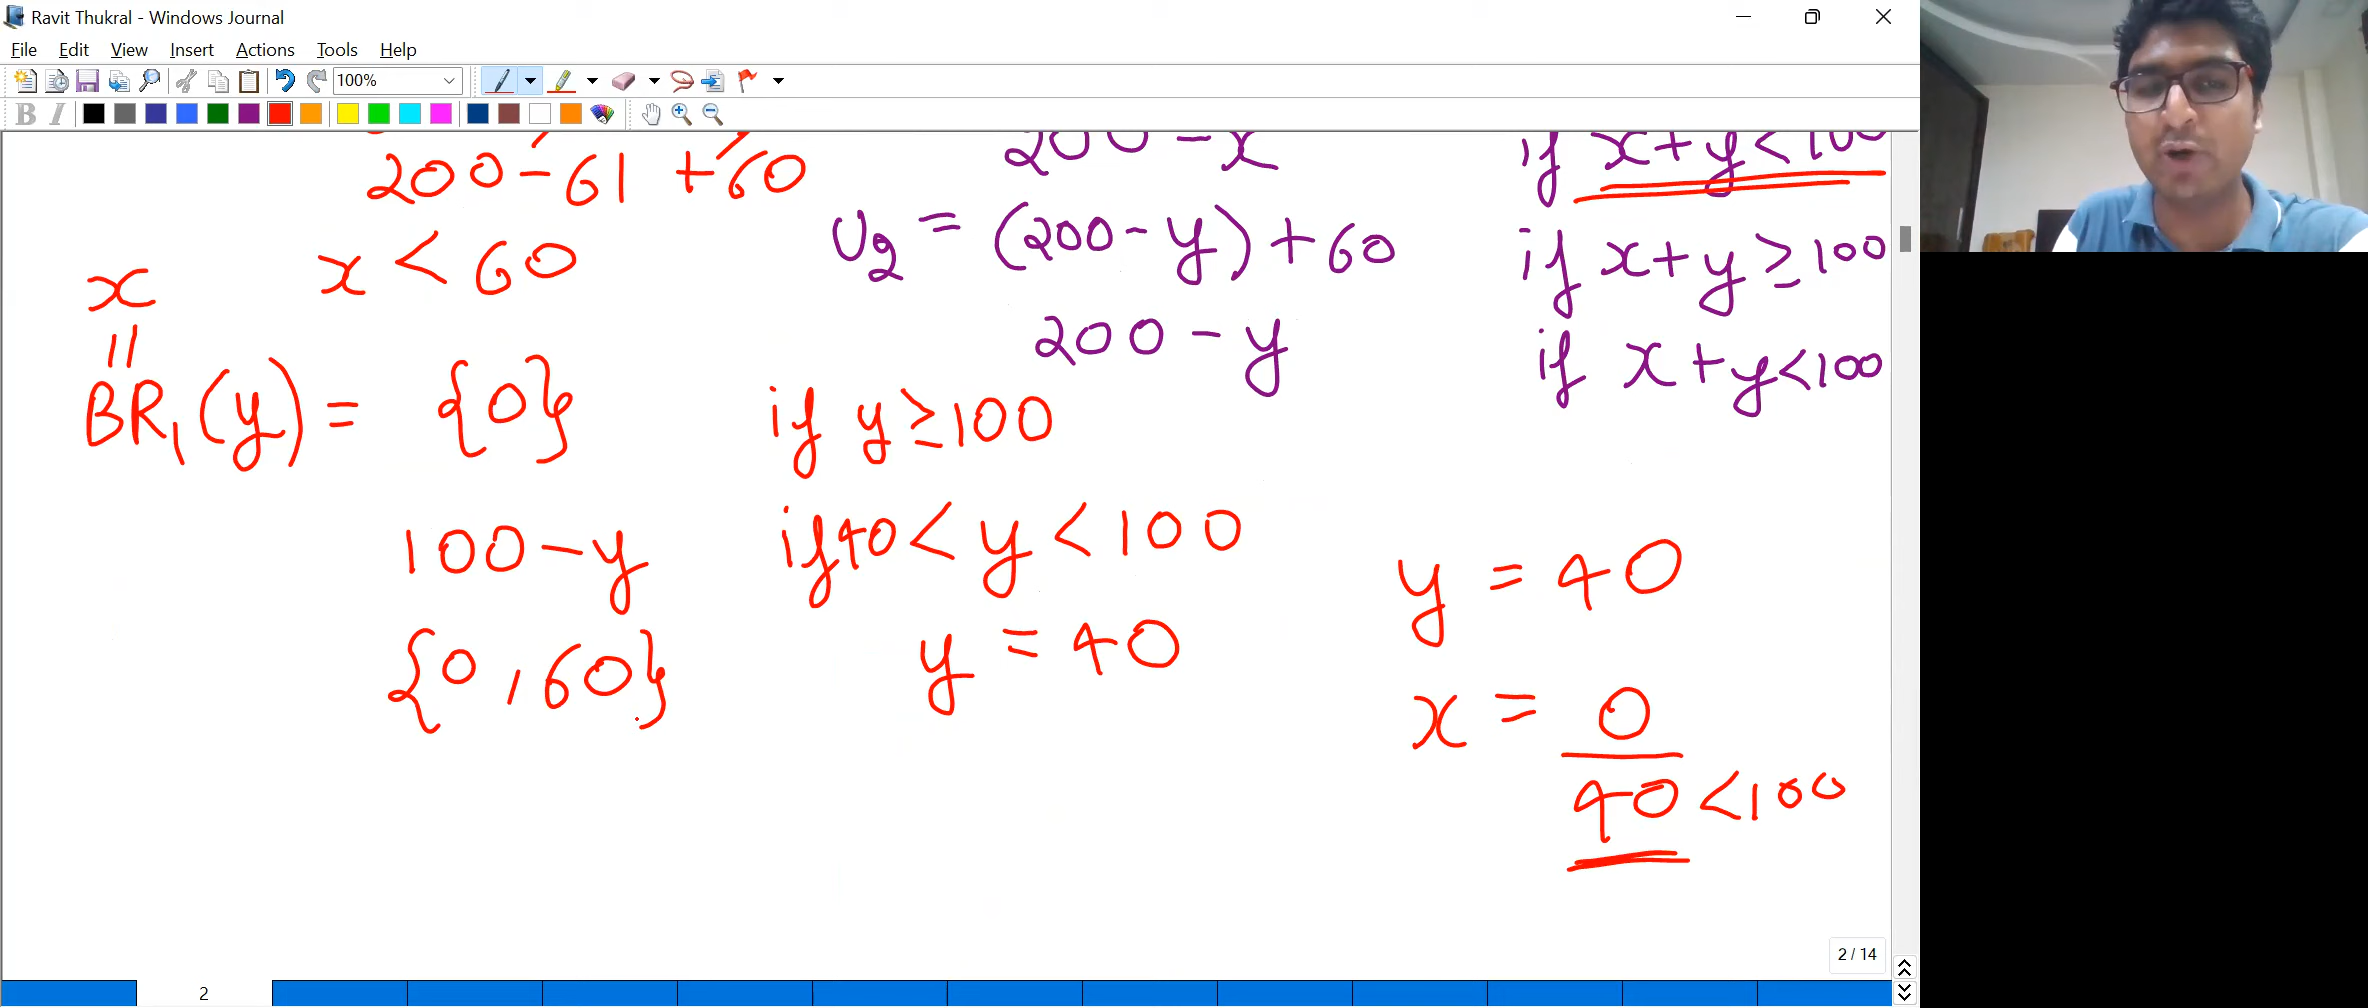 Ravit Thukral - Windows Journal
File Edit View Insert Actions Tools Help
100%
B I
200 - 61 + 60
x < 60
x
=
BR₁(y) = {0} if y ≥ 100
100 - y if 40 < y < 100
{0, 60} y = 40
200 - x if x + y < 100
U₂ = (200 - y) + 60 if x + y ≥ 100
200 - y if x + y < 100
y = 40
x = 0
40 < 100
2 / 14
2